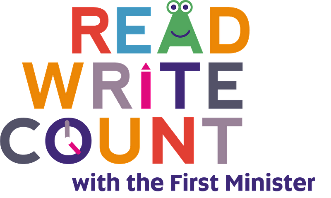 READ
WRITE
COUNT
with the First Minister